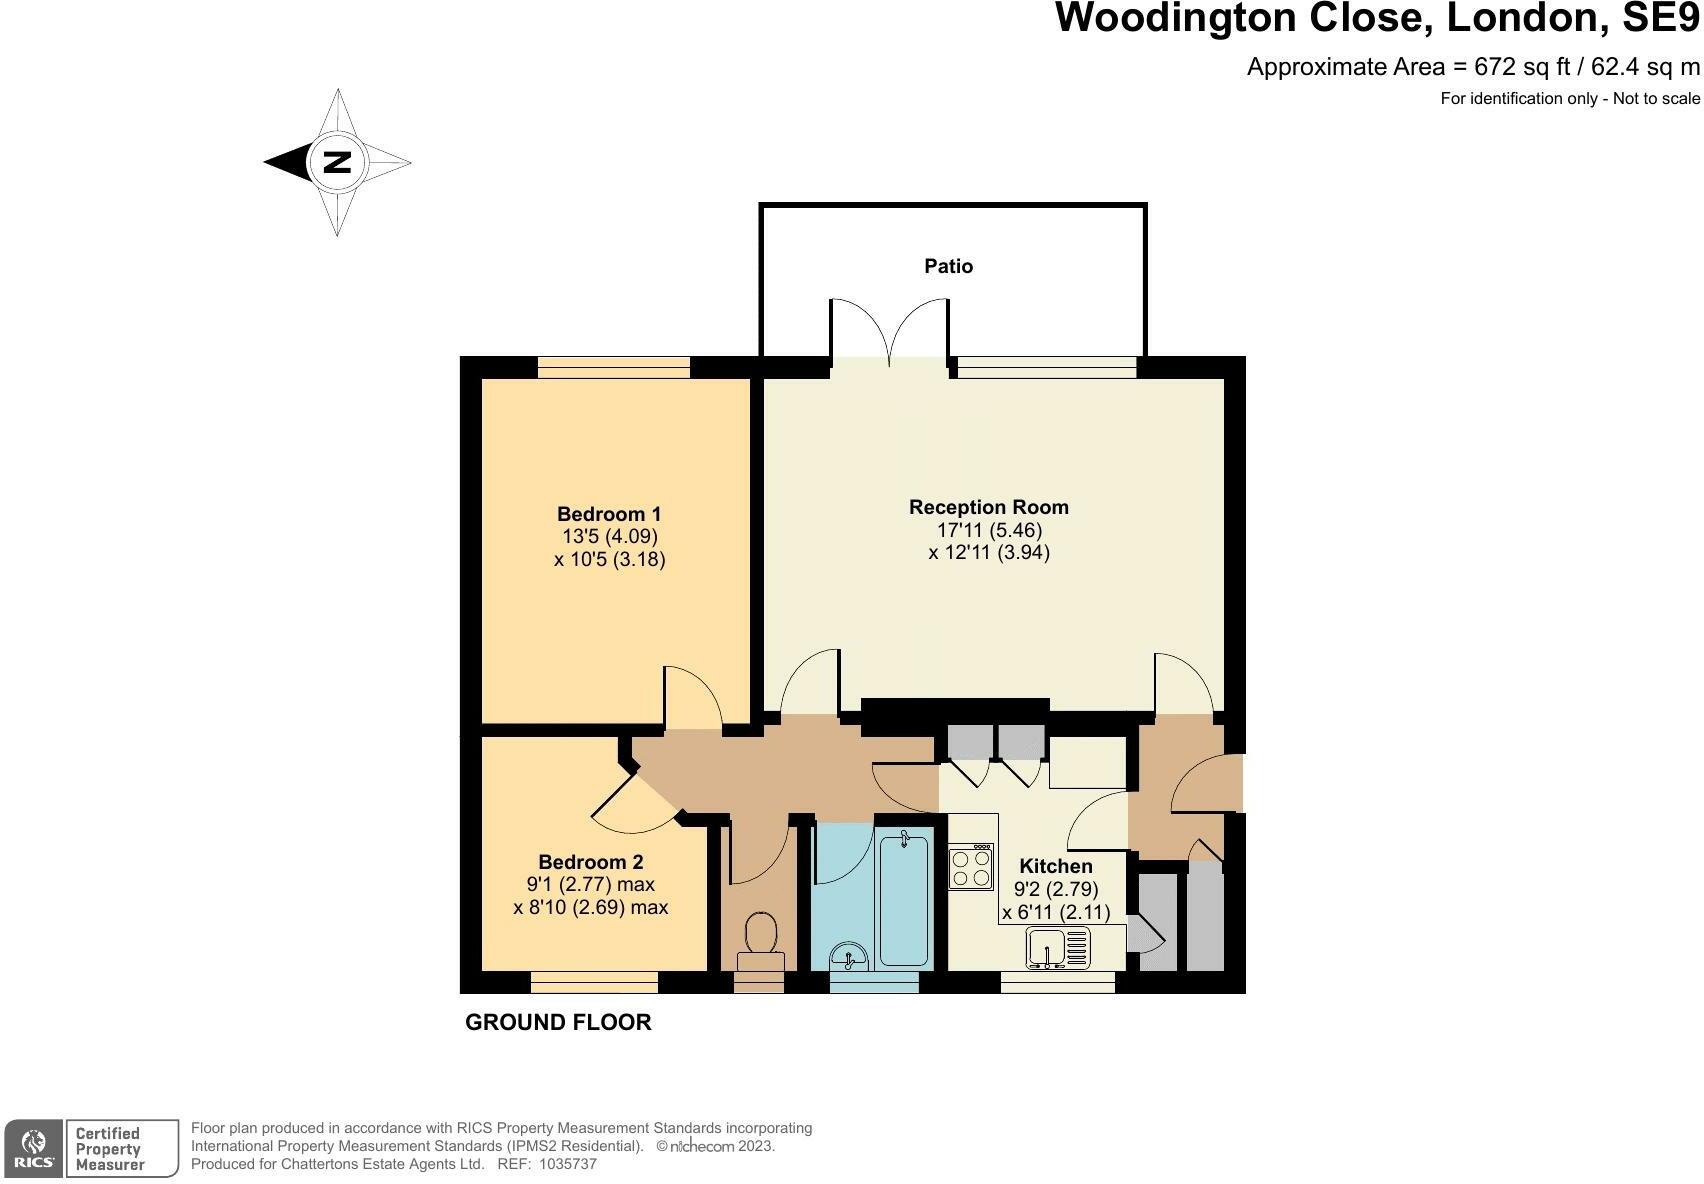 Woodington Close, London, SE9
Approximate Area = 672 sq ft / 62.4 sq m
For identification only - Not to scale
N
Patio
Bedroom 1
13'5 (4.09)
x 10'5 (3.18)
Reception Room
17'11 (5.46)
x 12'11 (3.94)
Bedroom 2
9'1 (2.77) max
x 8'10 (2.69) max
Kitchen
9'2 (2.79)
x 6'11 (2.11)
GROUND FLOOR
RICS
Certified
Property
Measurer
Floor plan produced in accordance with RICS Property Measurement Standards incorporating
International Property Measurement Standards (IPMS2 Residential). © nichecom 2023.
Produced for Chattertons Estate Agents Ltd. REF: 1035737